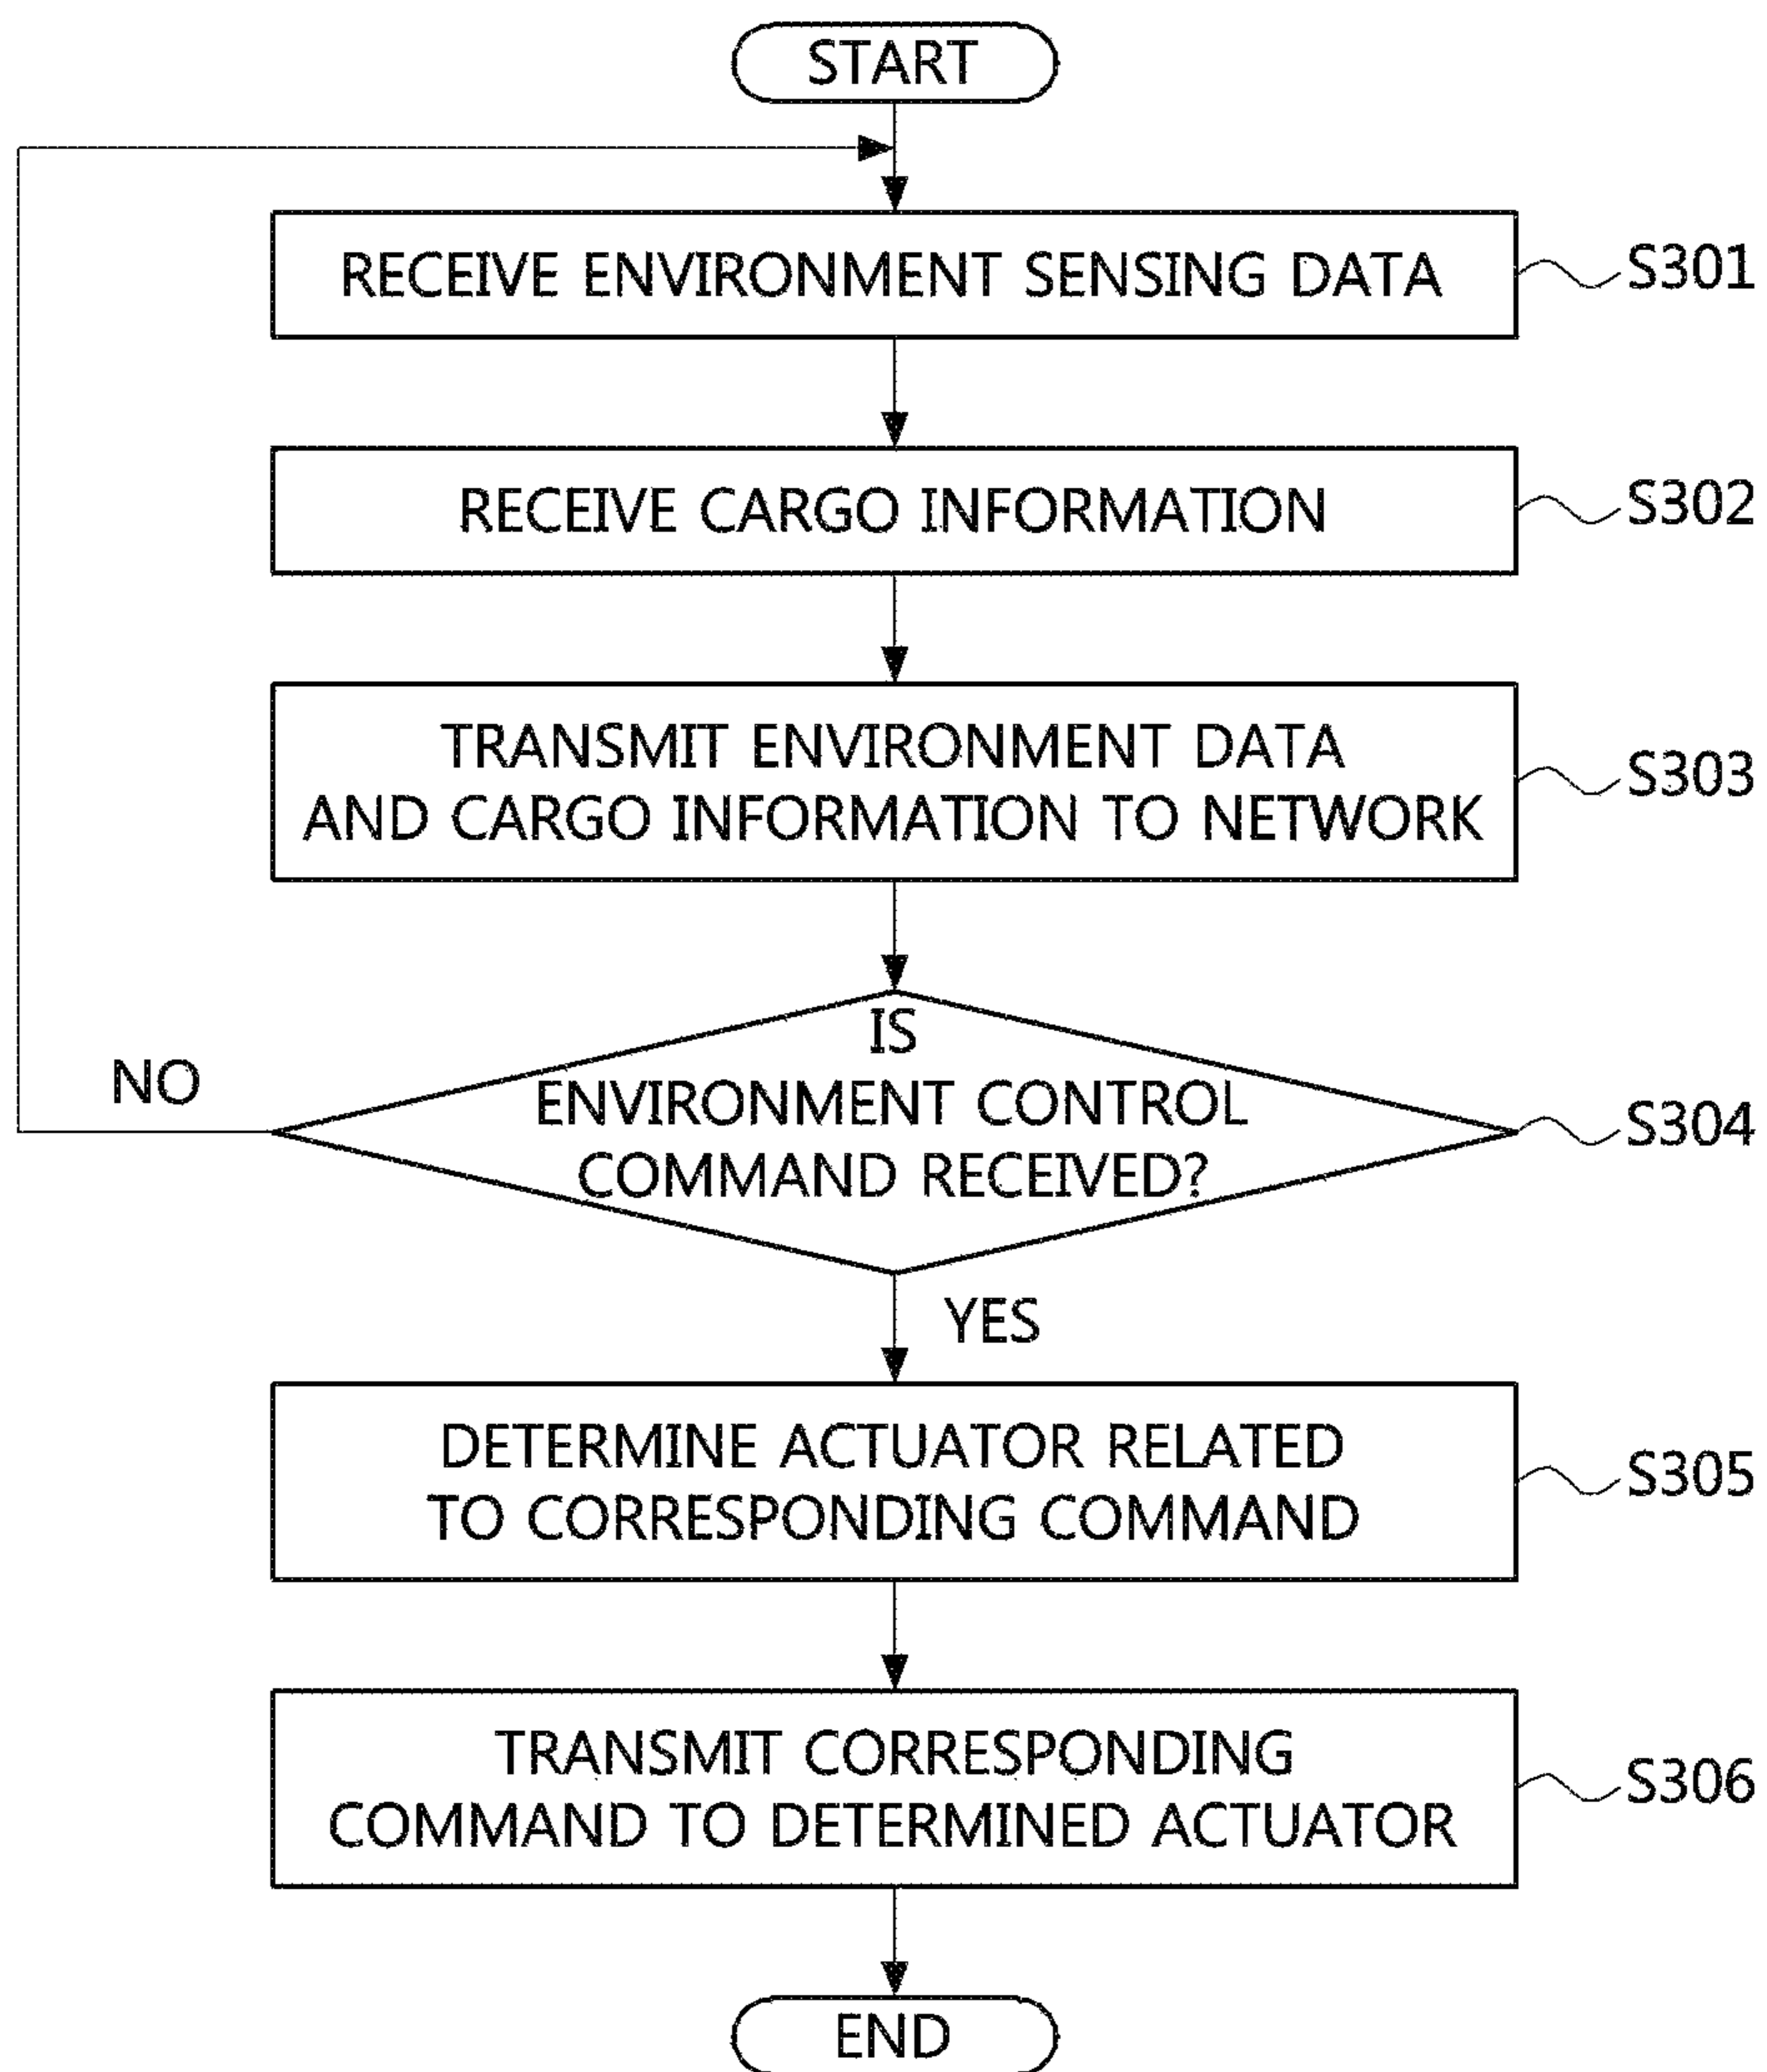 START
RECEIVE ENVIRONMENT SENSING DATA
S301
RECEIVE CARGO INFORMATION
S302
TRANSMIT ENVIRONMENT DATA
AND CARGO INFORMATION TO NETWORK
S303
IS
ENVIRONMENT CONTROL
COMMAND RECEIVED?
S304
NO
YES
DETERMINE ACTUATOR RELATED
TO CORRESPONDING COMMAND
S305
TRANSMIT CORRESPONDING
COMMAND TO DETERMINED ACTUATOR
S306
END